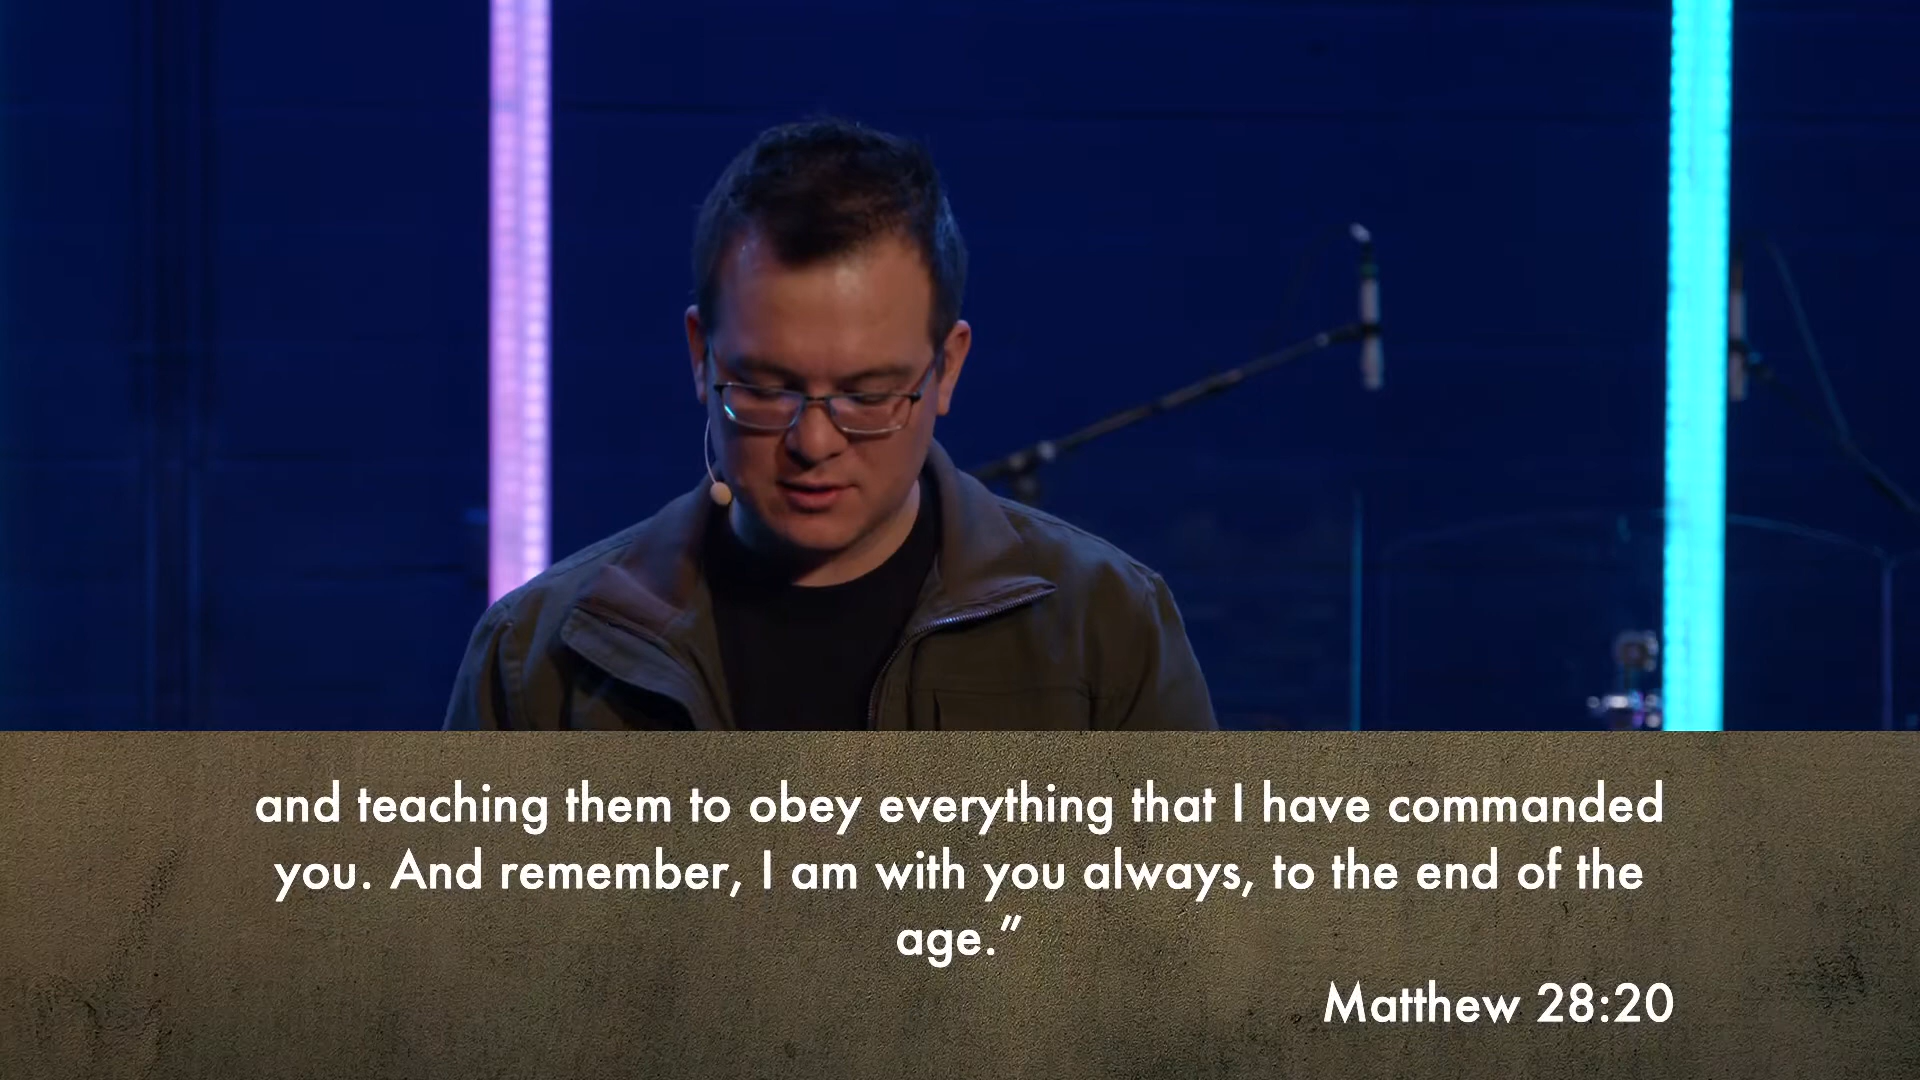 and teaching them to obey everything that I have commanded
you. And remember, I am with you always, to the end of the
age.”
Matthew 28:20